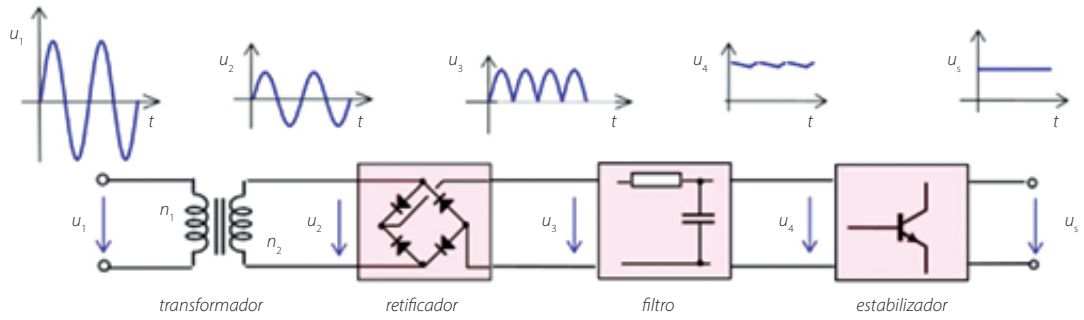 u1
t
u2
t
u3
t
u4
t
us
t
u1
n1
n2
u2
u3
u4
us
transformador
retificador
filtro
estabilizador